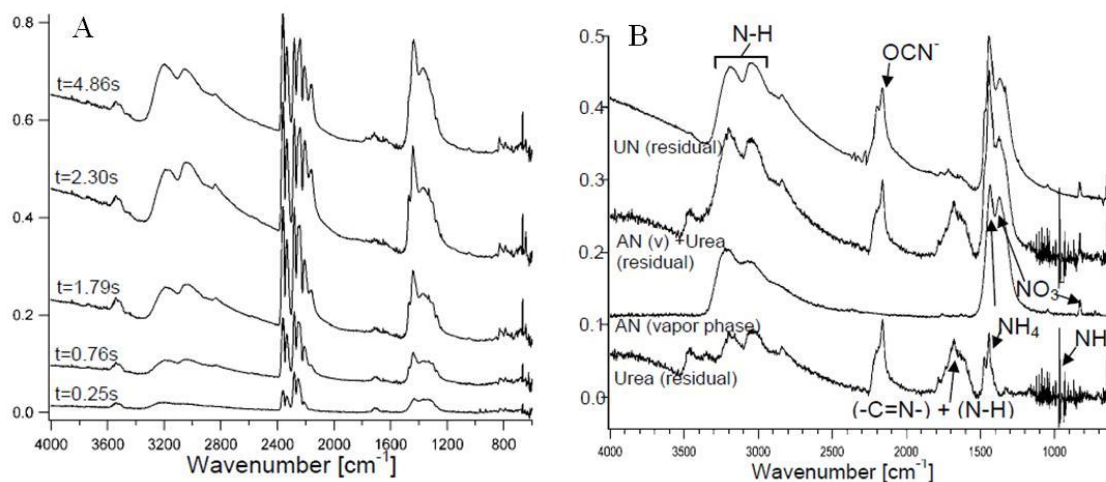 A
0.8
0.6
0.4
0.2
0.0
t=4.86s
t=2.30s
t=1.79s
t=0.76s
t=0.25s
4000 3600 3200 2800 2400 2000 1600 1200 800
Wavenumber [cm⁻¹]
B
0.5
0.4
0.3
0.2
0.1
0.0
N-H
OCN⁻
UN (residual)
AN (v) +Urea
(residual)
NO₃
AN (vapor phase)
NH₄
NH
Urea (residual)
(-C=N-) + (N-H)
4000 3500 3000 2500 2000 1500 1000
Wavenumber [cm⁻¹]